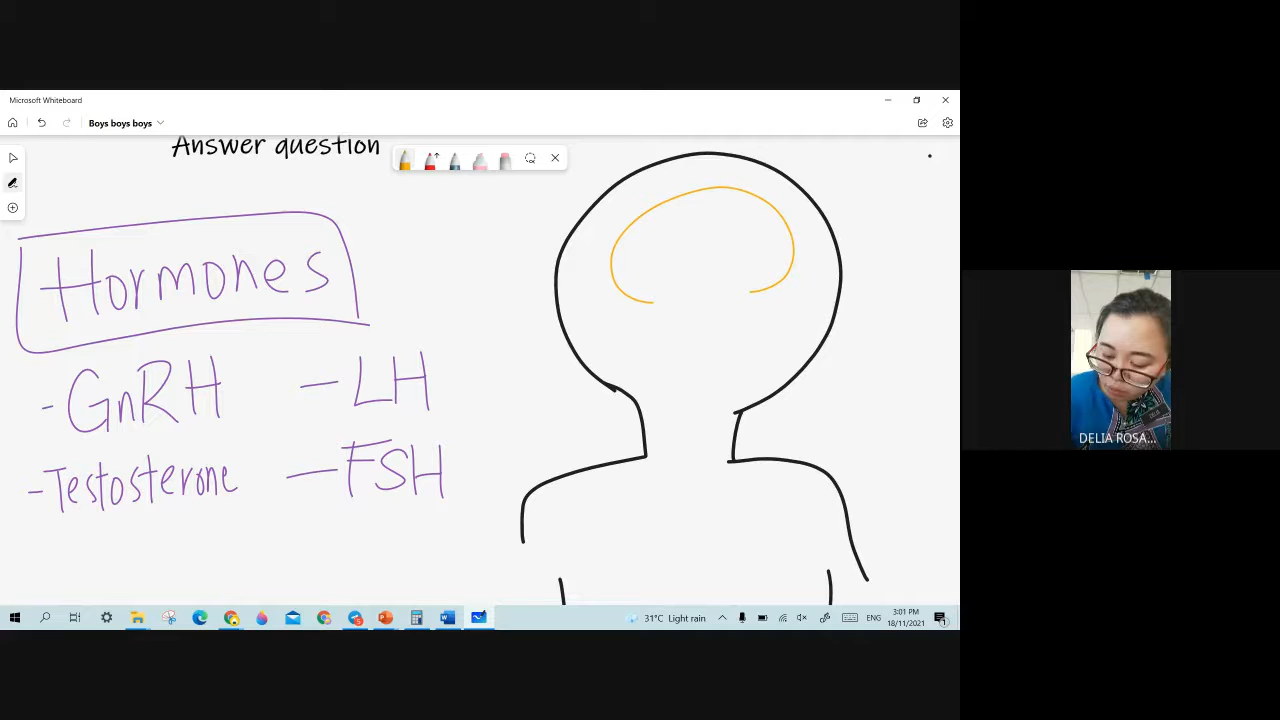 Microsoft Whiteboard
Boys boys boys
Answer question
Hormones
- GnRH - LH
- Testosterone - FSH
DELIA ROSA...
31°C Light rain
ENG
3:01 PM
18/11/2021